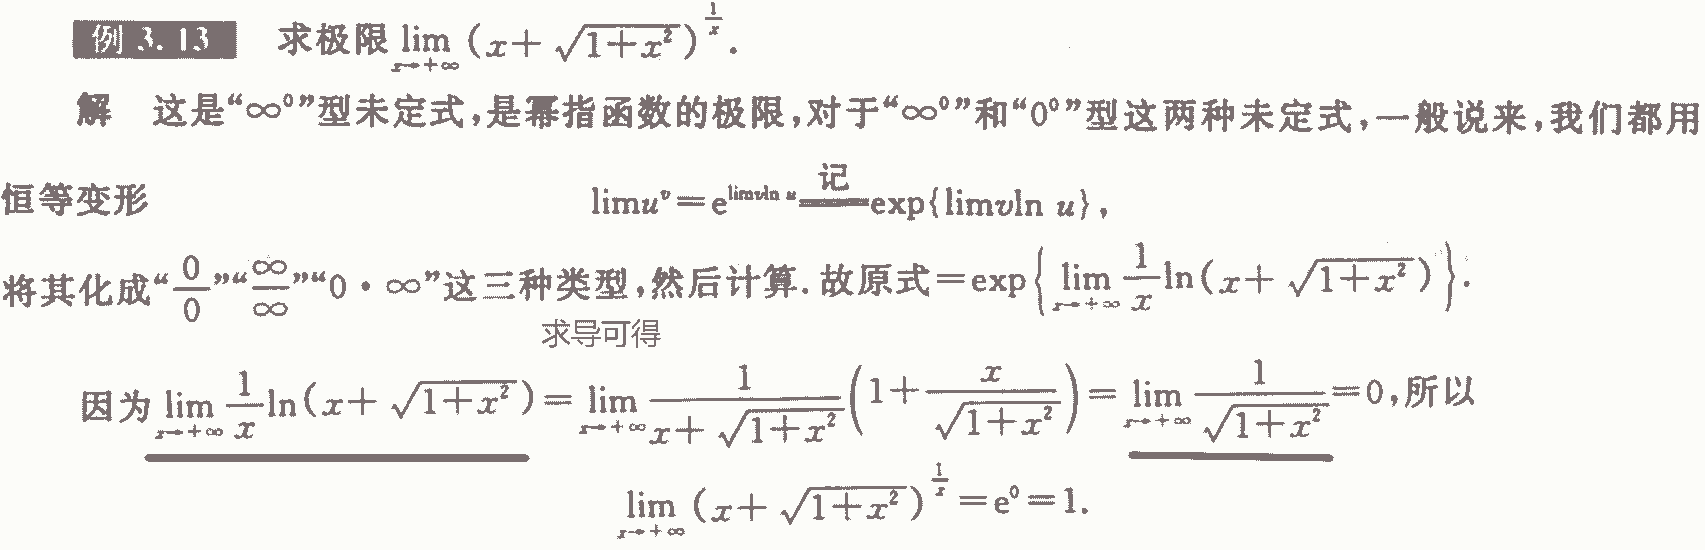 例 3.13 求极限 $\lim_{x\to+\infty}(x+\sqrt{1+x^2})^{\frac{1}{x}}$.
解 这是“∞⁰”型未定式,是幂指函数的极限,对于“∞⁰”和“0⁰”型这两种未定式,一般说来,我们都用
恒等变形 $\lim u^v = e^{\lim v\ln u} \xlongequal{记} \exp\{\lim v\ln u\}$,
将其化成“$\frac{0}{0}$”“$\frac{\infty}{\infty}$”“0·∞”这三种类型,然后计算. 故原式$=\exp\left\{\lim_{x\to+\infty}\frac{1}{x}\ln(x+\sqrt{1+x^2})\right\}$.
求导可得
因为$\lim_{x\to+\infty}\frac{1}{x}\ln(x+\sqrt{1+x^2})=\lim_{x\to+\infty}\frac{1}{x+\sqrt{1+x^2}}\left(1+\frac{x}{\sqrt{1+x^2}}\right)=\lim_{x\to+\infty}\frac{1}{\sqrt{1+x^2}}=0$,所以
$\lim_{x\to+\infty}(x+\sqrt{1+x^2})^{\frac{1}{x}}=e^0=1.$